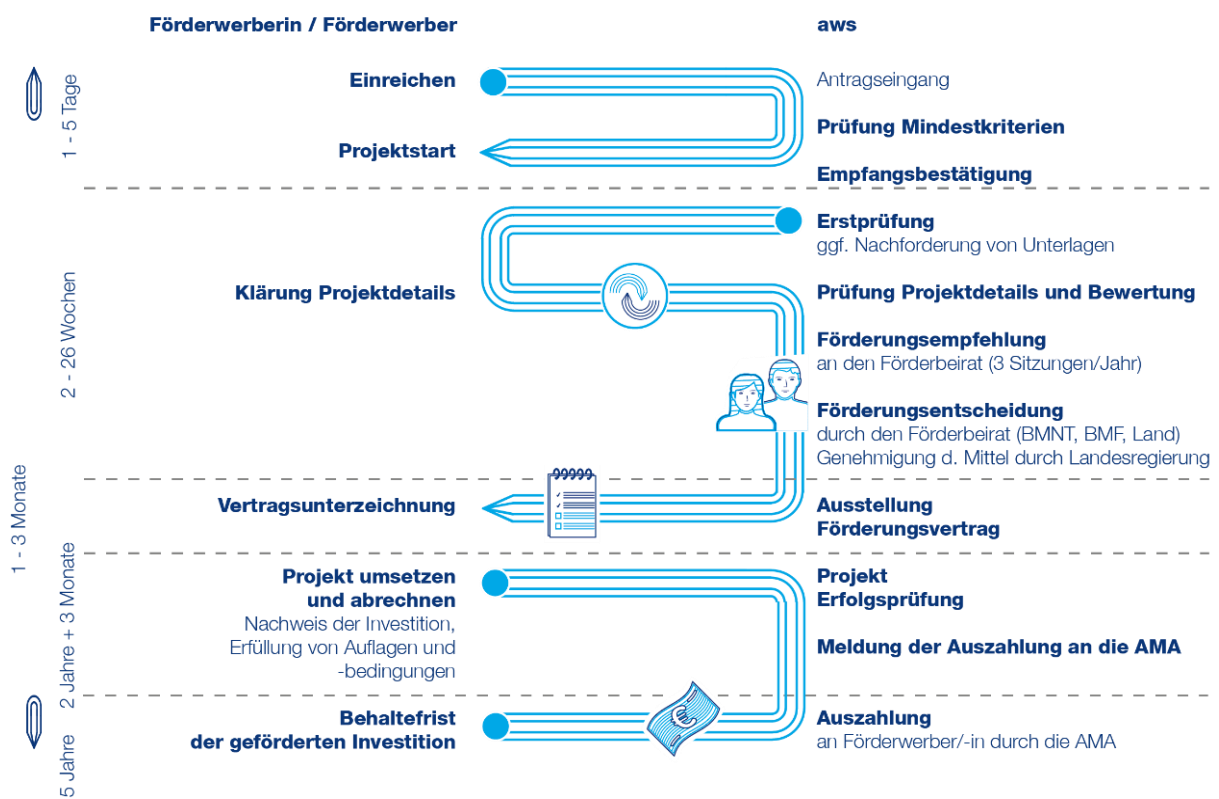 Förderwerberin / Förderwerber
aws
1 - 5 Tage
Einreichen
Antragseingang
Prüfung Mindestkriterien
Projektstart
Empfangsbestätigung
2 - 26 Wochen
Erstprüfung
ggf. Nachforderung von Unterlagen
Klärung Projektdetails
Prüfung Projektdetails und Bewertung
Förderungsempfehlung
an den Förderbeirat (3 Sitzungen/Jahr)
Förderungsentscheidung
durch den Förderbeirat (BMNT, BMF, Land)
Genehmigung d. Mittel durch Landesregierung
1 - 3 Monate
Vertragsunterzeichnung
Ausstellung
Förderungsvertrag
2 Jahre + 3 Monate
Projekt umsetzen
und abrechnen
Nachweis der Investition,
Erfüllung von Auflagen und
-bedingungen
Projekt
Erfolgsprüfung
Meldung der Auszahlung an die AMA
5 Jahre
Behaltefrist
der geförderten Investition
Auszahlung
an Förderwerber/-in durch die AMA